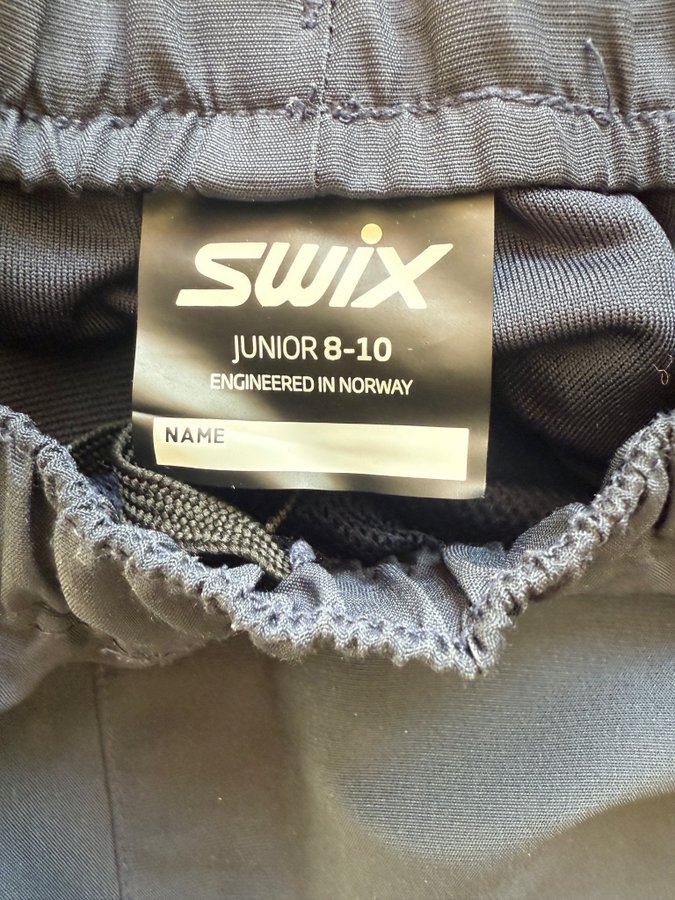 SWIX
JUNIOR 8-10
ENGINEERED IN NORWAY
NAME